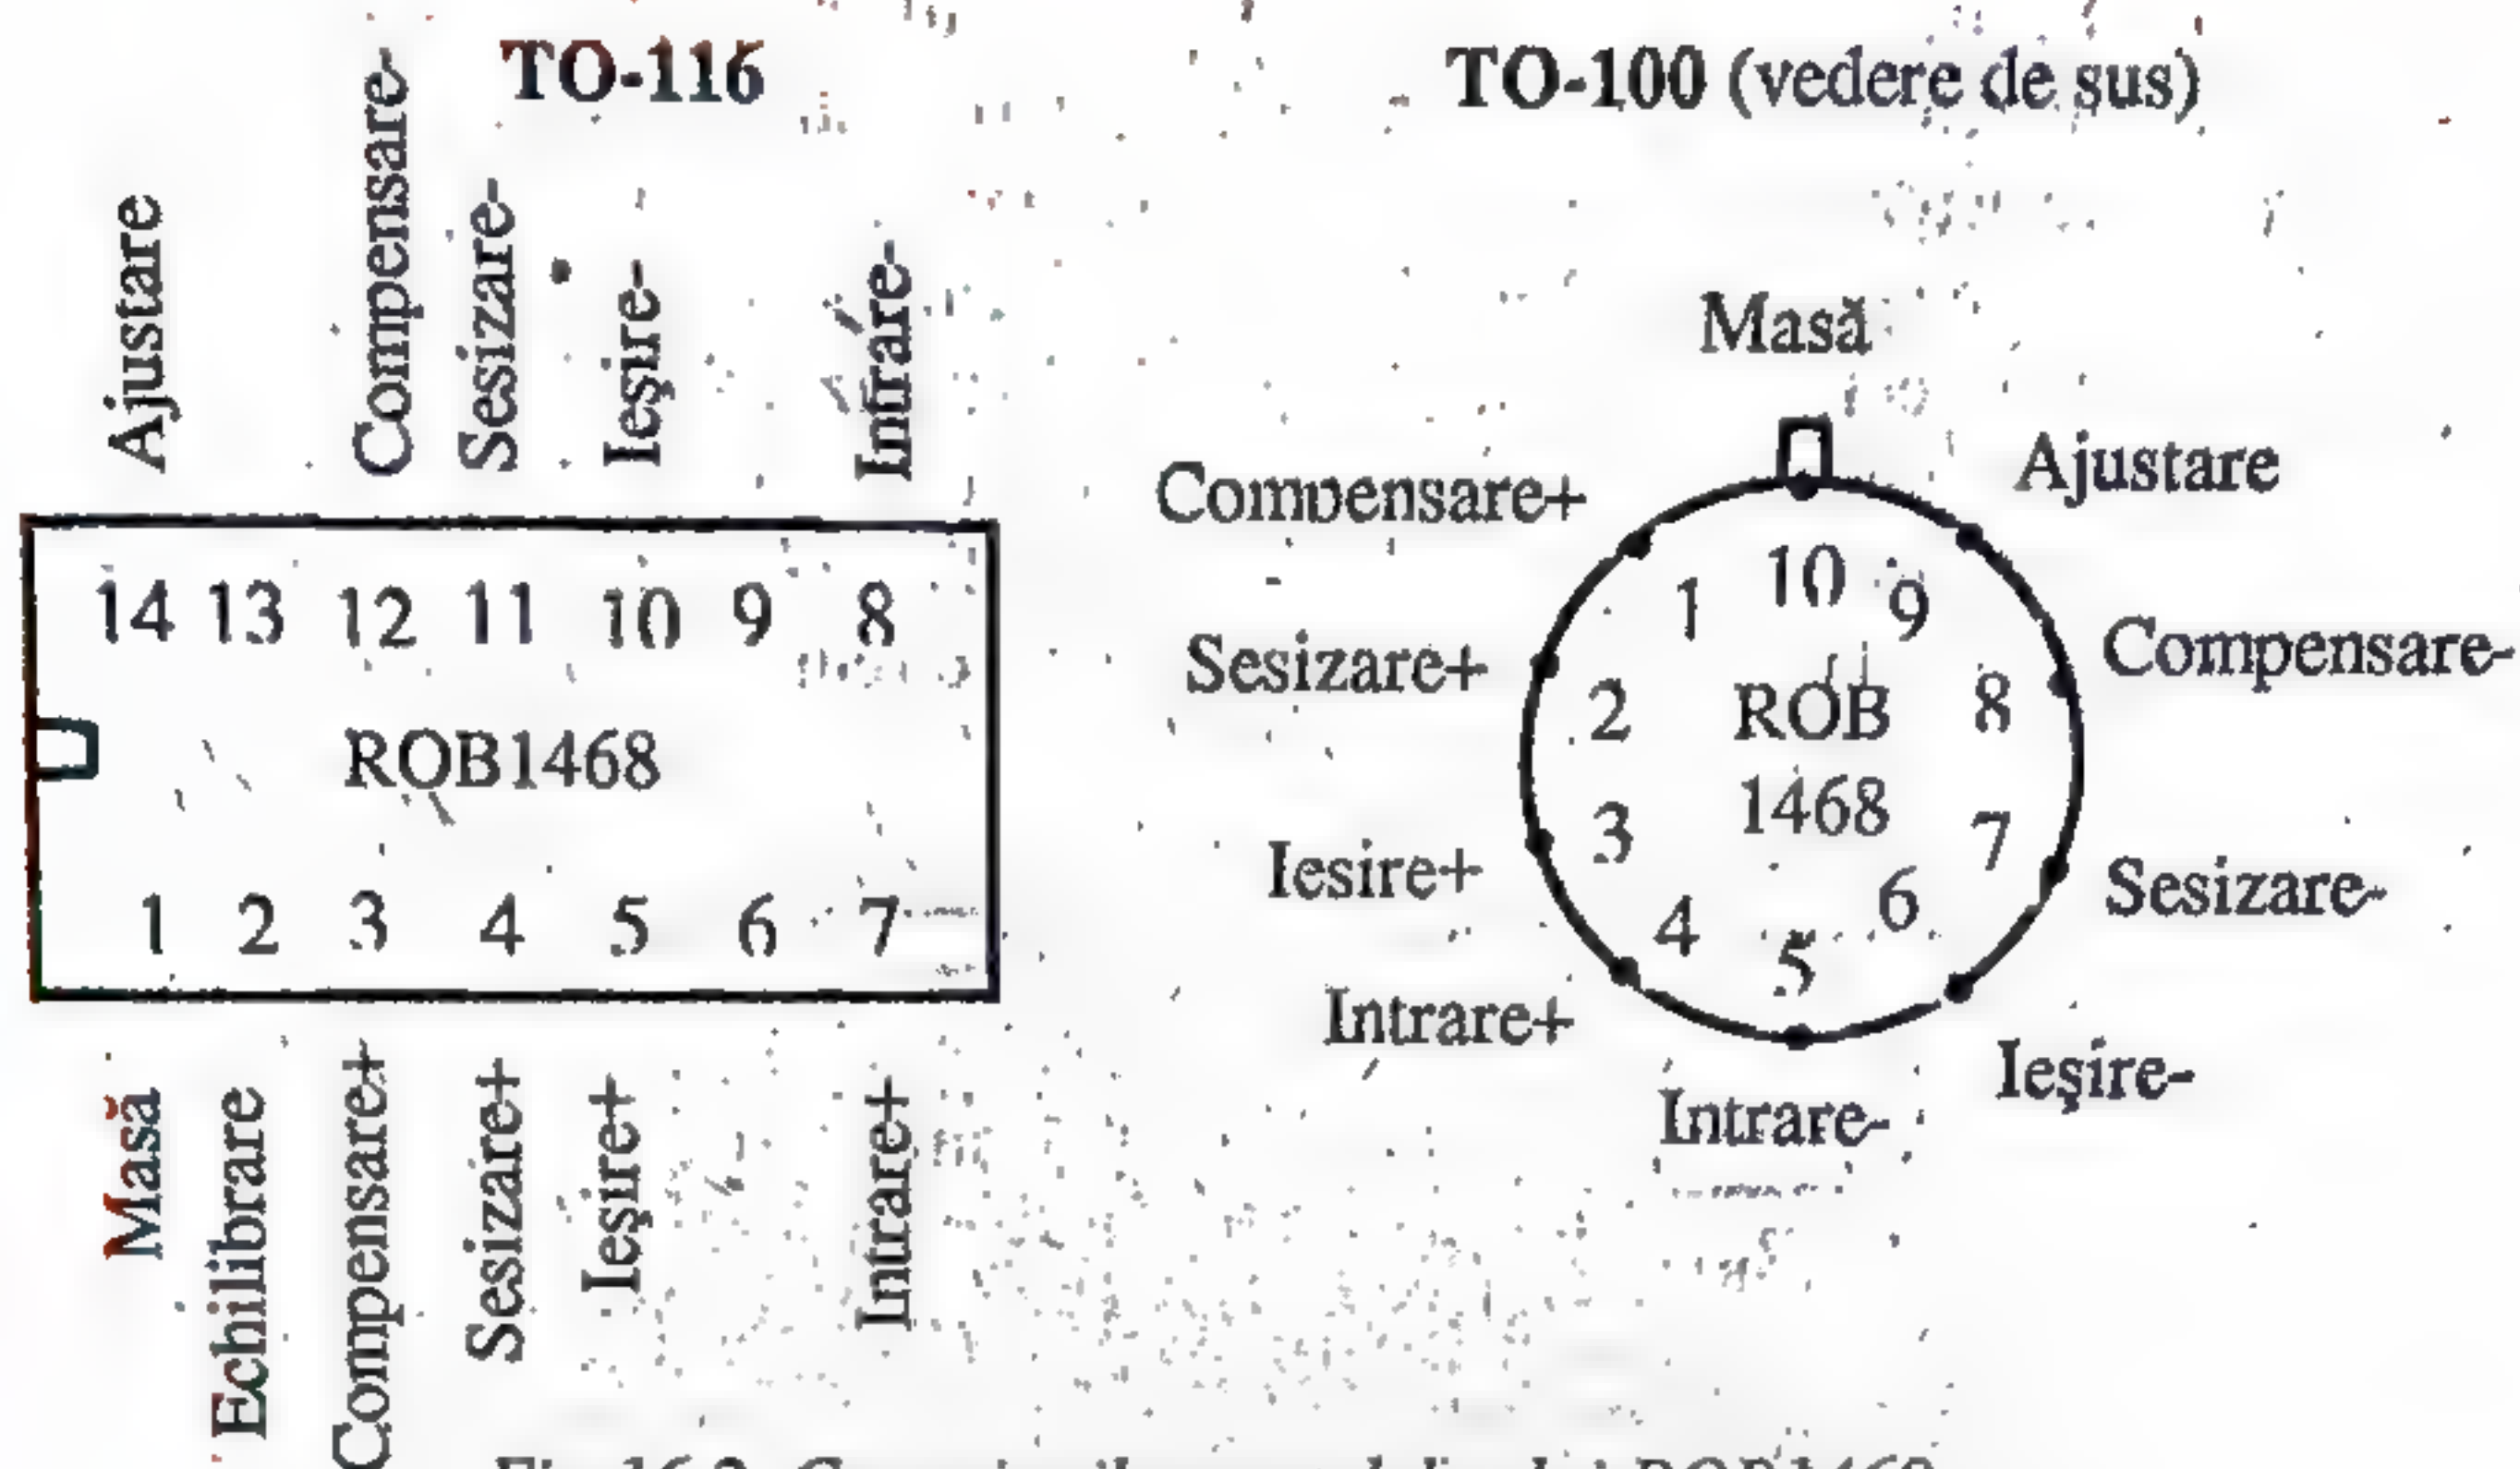 TO-116
Ajustare
Compensare-
Sesizare-
Ieşire-
Intrare-
14 13 12 11 10 9 8
ROB1468
1 2 3 4 5 6 7
Masă
Echilibrare
Compensare+
Sesizare+
Ieşire+
Intrare+
TO-100 (vedere de sus)
Masă
Compensare+
Ajustare
10
1
9
Sesizare+
Compensare-
2
ROB
8
1468
3
7
Iesire+
Sesizare-
4
6
5
Intrare+
Ieşire-
Intrare-
ROB1468